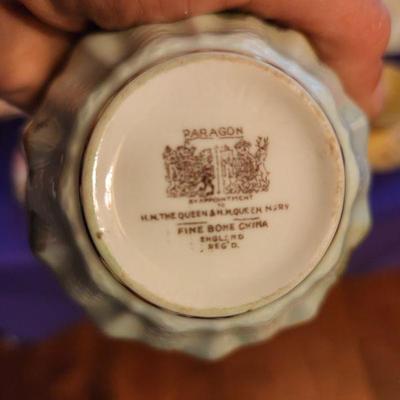 PARAGON
BY APPOINTMENT
TO
H.M. THE QUEEN & H.M. QUEEN MARY
FINE BONE CHINA
ENGLAND
REG'D.